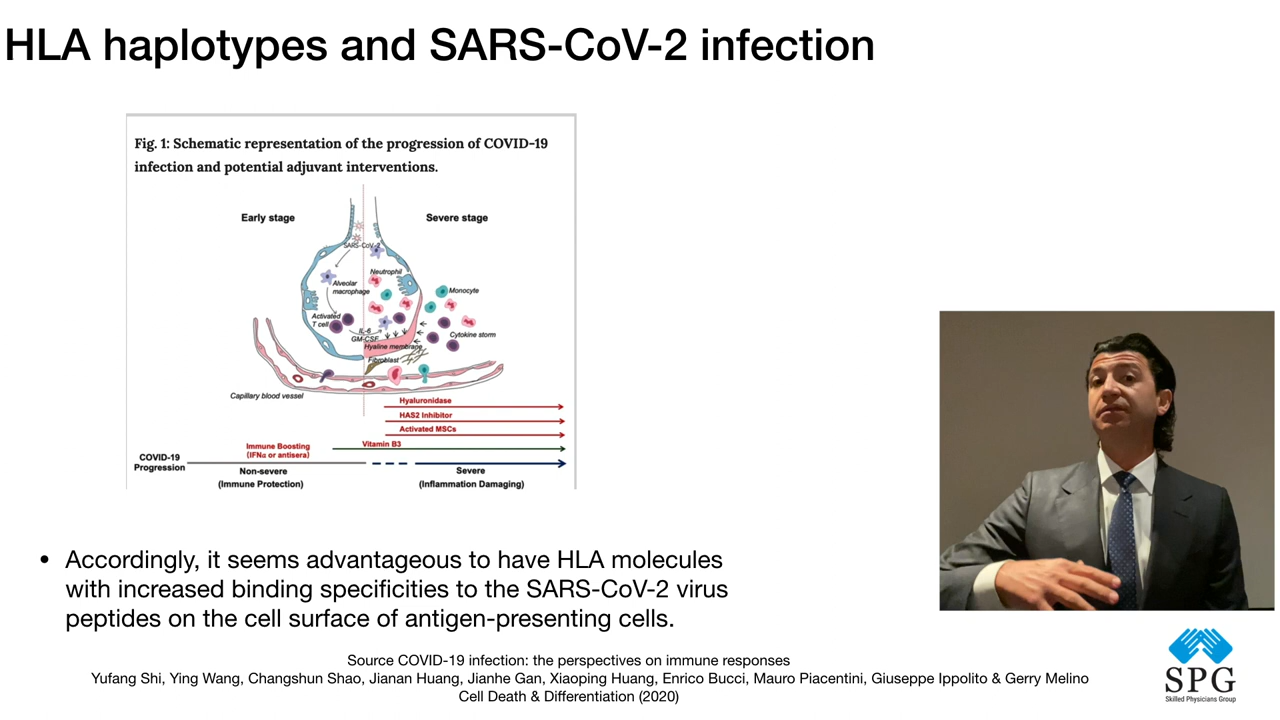 HLA haplotypes and SARS-CoV-2 infection
Fig. 1: Schematic representation of the progression of COVID-19
infection and potential adjuvant interventions.
Early stage
Severe stage
SARS-CoV-2
Neutrophil
Alveolar
macrophage
Monocyte
Activated
T cell
IL-6
GM-CSF
Cytokine storm
Hyaline membrane
Fibroblast
Capillary blood vessel
Hyaluronidase
HAS2 Inhibitor
Activated MSCs
Immune Boosting
(IFNα or antisera)
Vitamin B3
COVID-19
Progression
Non-severe
(Immune Protection)
Severe
(Inflammation Damaging)
• Accordingly, it seems advantageous to have HLA molecules
with increased binding specificities to the SARS-CoV-2 virus
peptides on the cell surface of antigen-presenting cells.
Source COVID-19 infection: the perspectives on immune responses
Yufang Shi, Ying Wang, Changshun Shao, Jianan Huang, Jianhe Gan, Xiaoping Huang, Enrico Bucci, Mauro Piacentini, Giuseppe Ippolito & Gerry Melino
Cell Death & Differentiation (2020)
SPG
Skilled Physicians Group